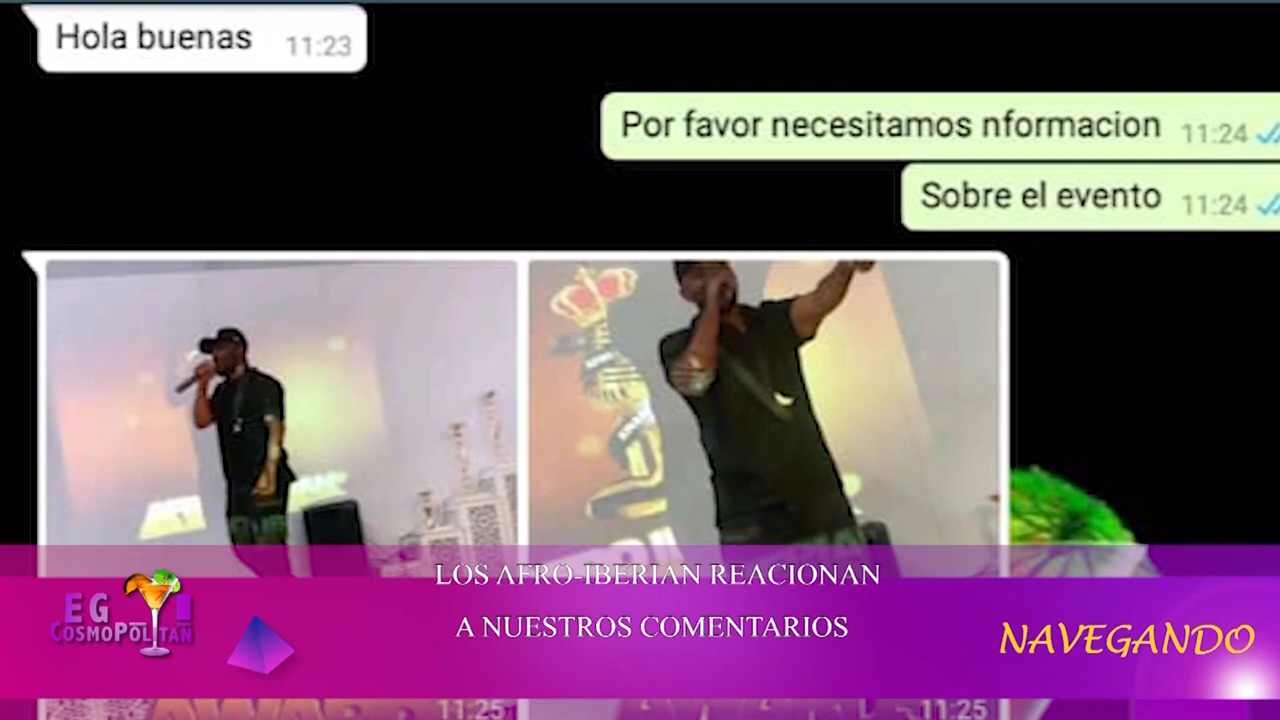 Hola buenas 11:23
Por favor necesitamos nformacion 11:24
Sobre el evento 11:24
LOS AFRO-IBERIAN REACIONAN
A NUESTROS COMENTARIOS
EG
COSMOPOLITAN
NAVEGANDO
11:25
11:25